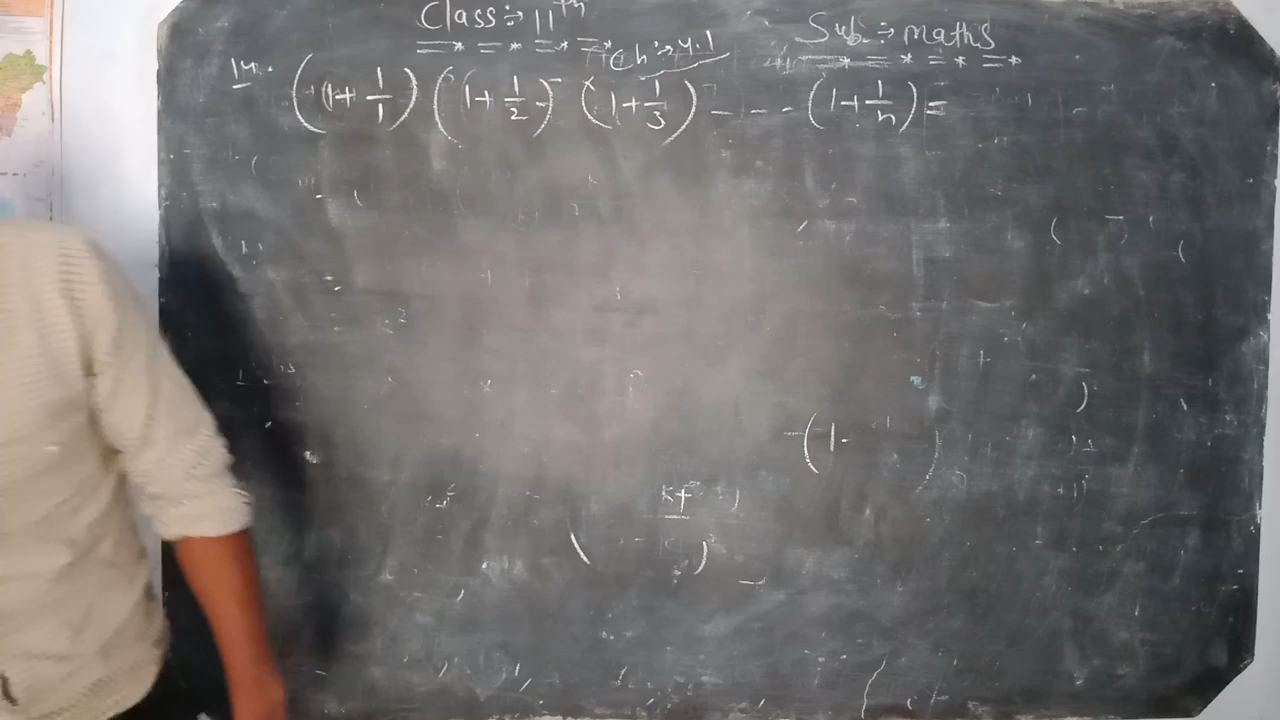 Class :- 11th
Ch :- 4.1
Sub :- maths
14. (1+1/1) (1+1/2) (1+1/3) - - - - (1+1/n) =